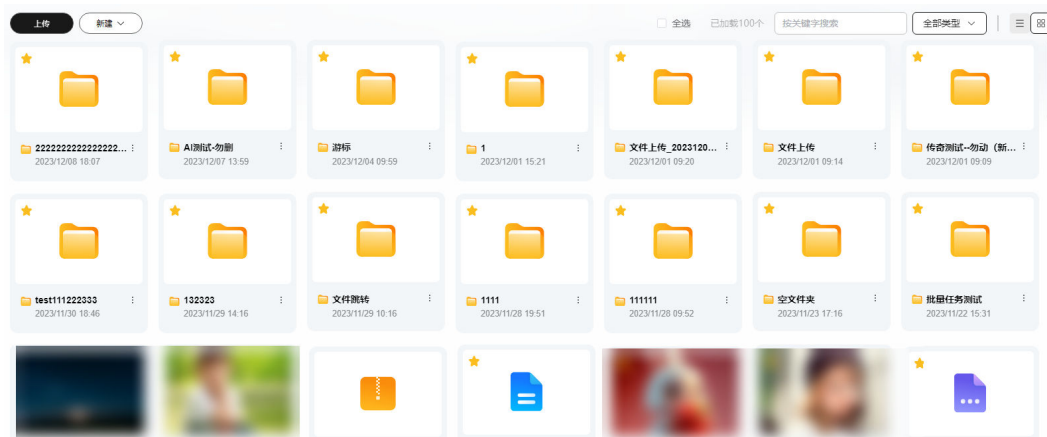 上传
新建
全选
已加载100个
按关键字搜索
全部类型
2222222222222222...
2023/12/08 18:07
AI测试-勿删
2023/12/07 13:59
游标
2023/12/04 09:59
1
2023/12/01 15:21
文件上传_2023120...
2023/12/01 09:20
文件上传
2023/12/01 09:14
传奇测试--勿动（新...
2023/12/01 09:09
test111222333
2023/11/30 18:46
132323
2023/11/29 14:16
文件跳转
2023/11/29 10:16
1111
2023/11/28 19:51
111111
2023/11/28 09:52
空文件夹
2023/11/23 17:16
批量任务测试
2023/11/22 15:31